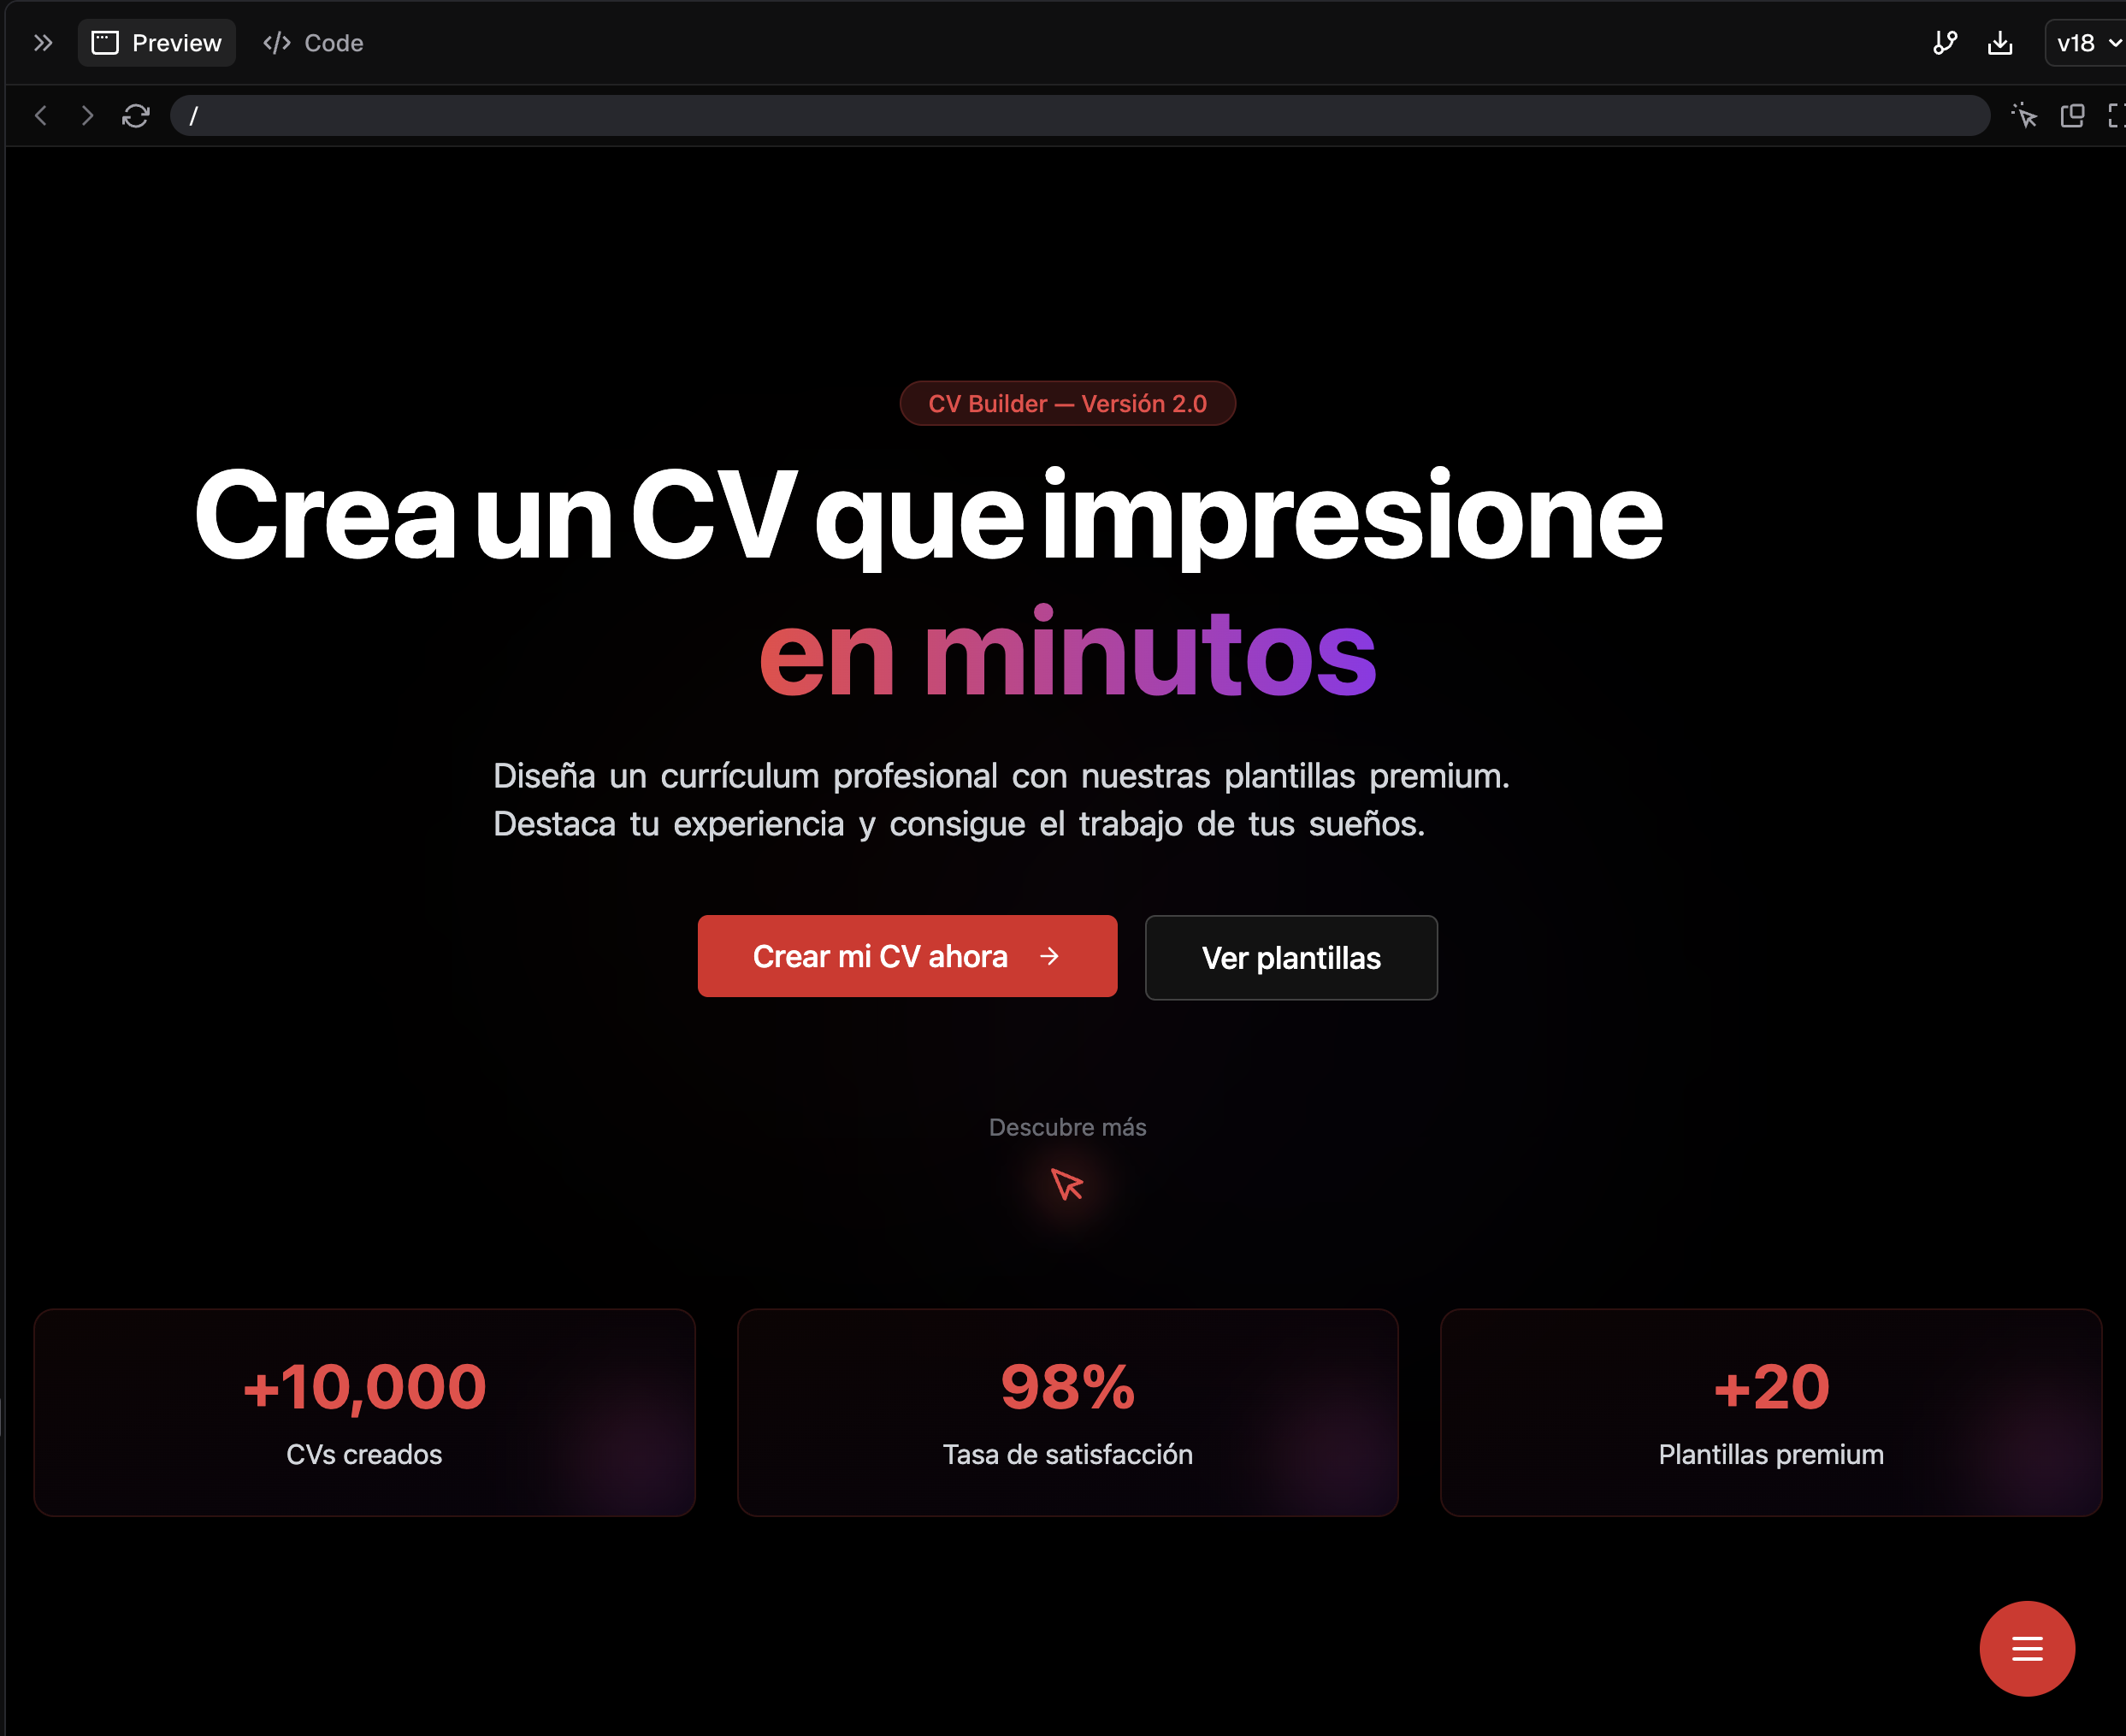 Preview
Code
v18
/
CV Builder — Versión 2.0
Crea un CV que impresione
en minutos
Diseña un currículum profesional con nuestras plantillas premium.
Destaca tu experiencia y consigue el trabajo de tus sueños.
Crear mi CV ahora →
Ver plantillas
Descubre más
+10,000
CVs creados
98%
Tasa de satisfacción
+20
Plantillas premium